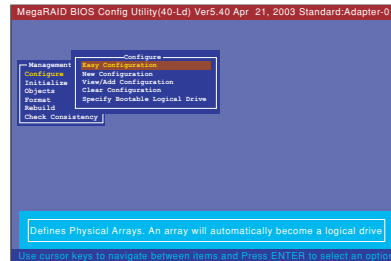 MegaRAID BIOS Config Utility(40-Ld) Ver5.40 Apr 21, 2003 Standard:Adapter-0
Configure
Management
Easy Configuration
Configure
New Configuration
Initialize
View/Add Configuration
Objects
Clear Configuration
Format
Specify Bootable Logical Drive
Rebuild
Check Consistency
Defines Physical Arrays. An array will automatically become a logical drive
Use cursor keys to navigate between items and Press ENTER to select an option